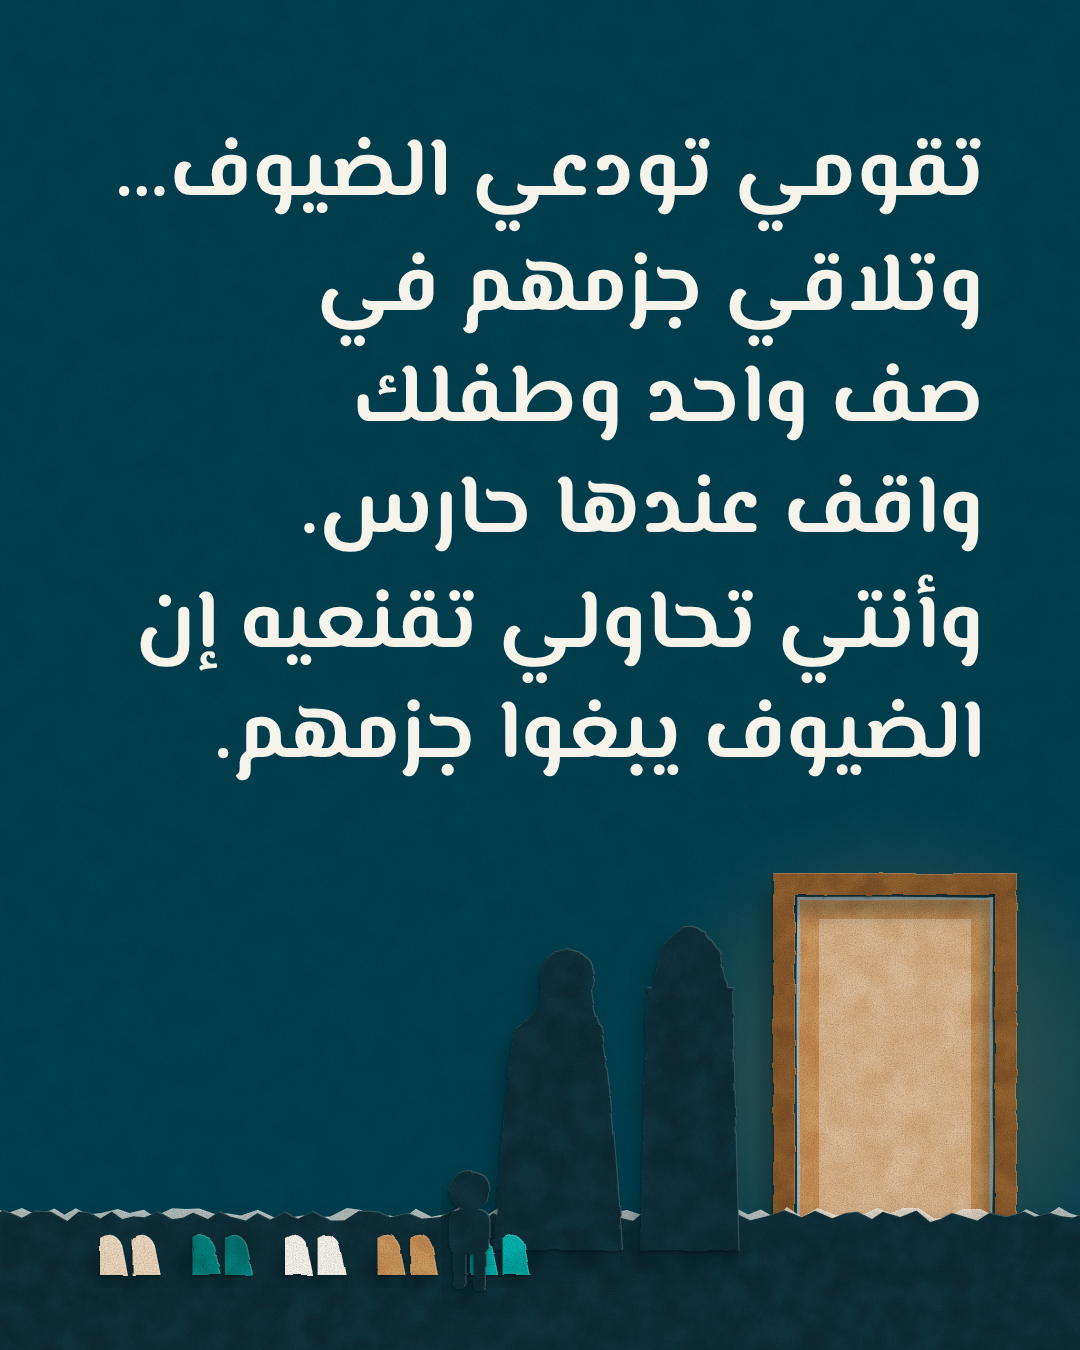 تقومي تودعي الضيوف...
وتلاقي جزمهم في
صف واحد وطفلك
واقف عندها حارس.
وأنتي تحاولي تقنعيه إن
الضيوف يبغوا جزمهم.